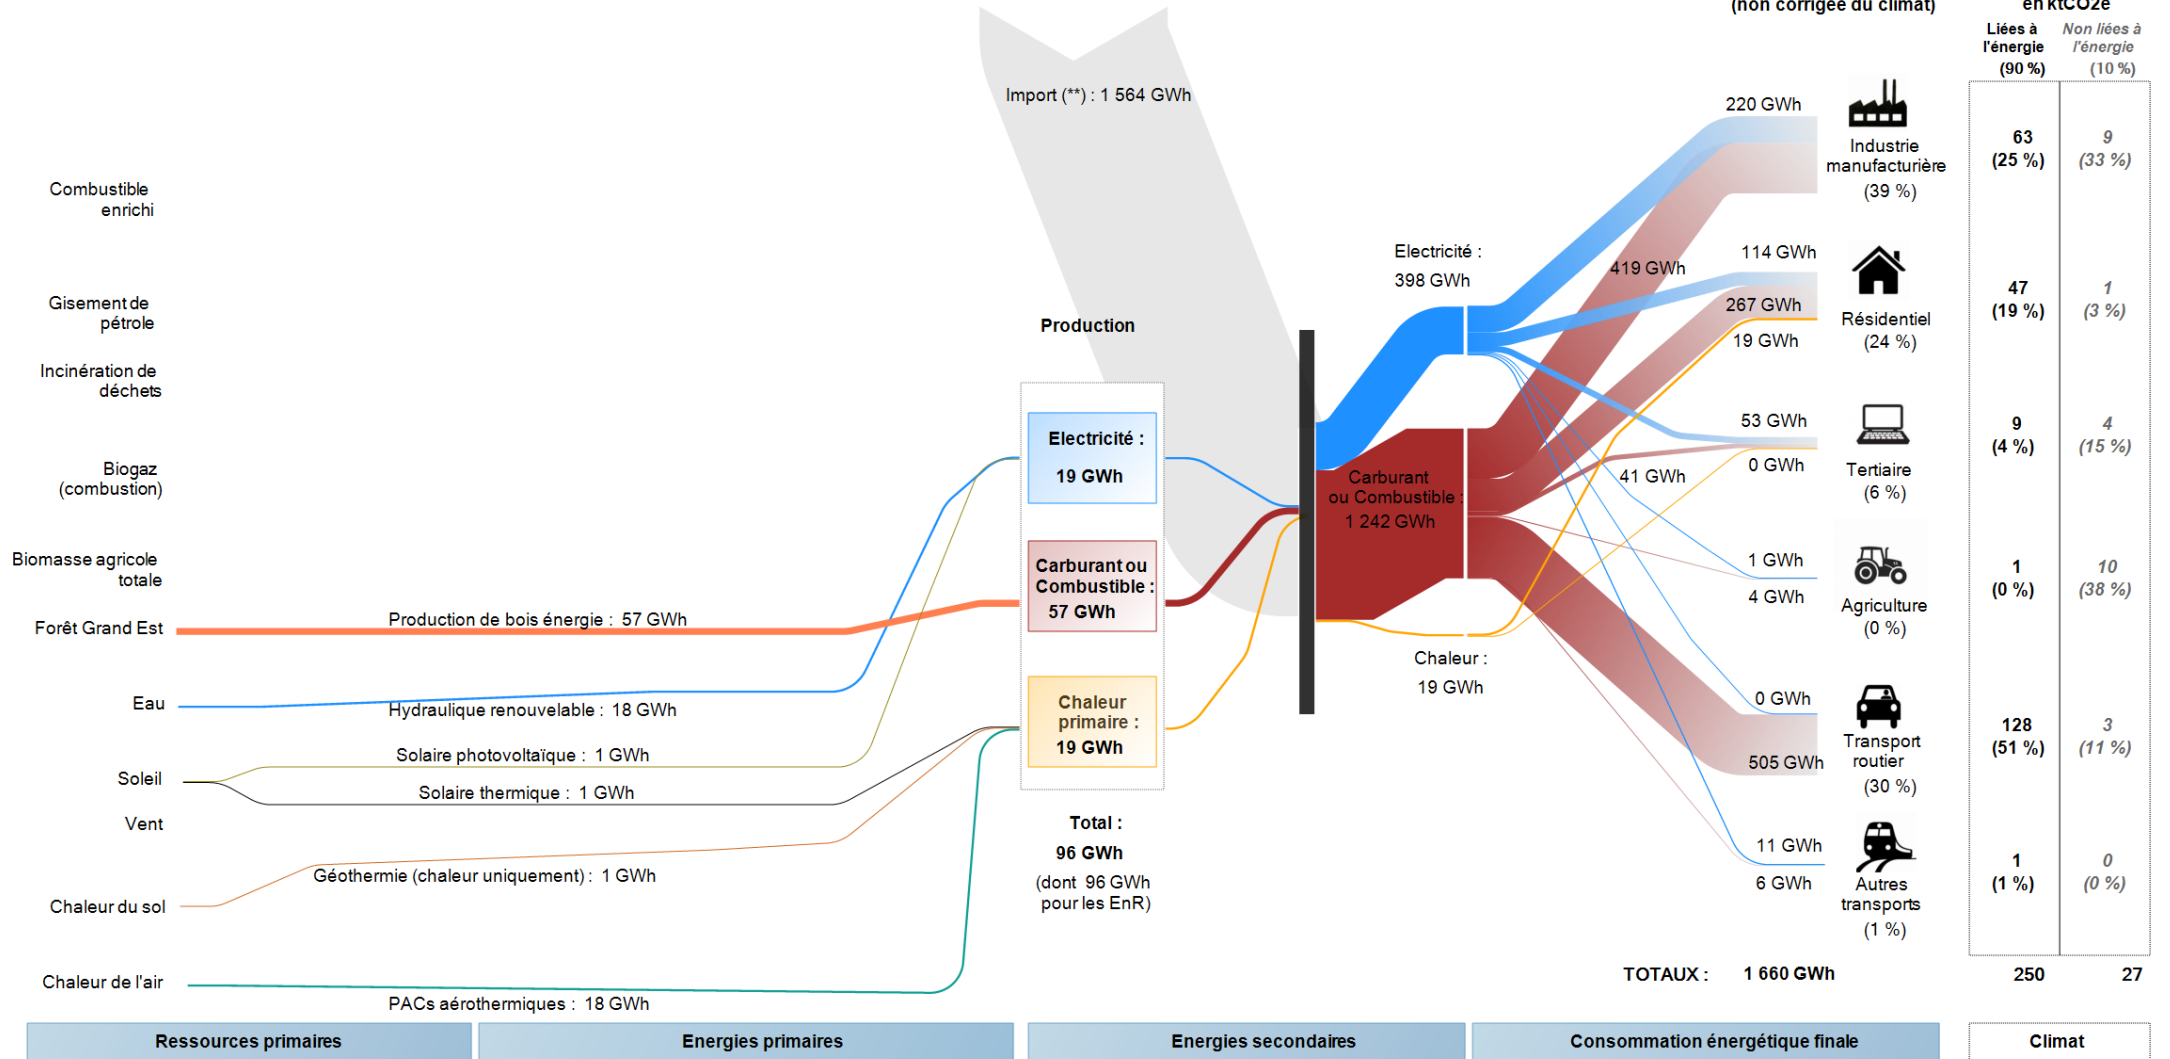 (non corrigée du climat)
en ktCO2e
Liées à
l'énergie
(90 %)
Non liées à
l'énergie
(10 %)
Import (**) : 1 564 GWh
Combustible
enrichi
Gisement de
pétrole
Incinération de
déchets
Biogaz
(combustion)
Biomasse agricole
totale
Forêt Grand Est
Eau
Soleil
Vent
Chaleur du sol
Chaleur de l'air
Production de bois énergie : 57 GWh
Hydraulique renouvelable : 18 GWh
Solaire photovoltaïque : 1 GWh
Solaire thermique : 1 GWh
Géothermie (chaleur uniquement) : 1 GWh
PACs aérothermiques : 18 GWh
Production
Electricité :
19 GWh
Carburant ou
Combustible :
57 GWh
Chaleur
primaire :
19 GWh
Total :
96 GWh
(dont 96 GWh
pour les EnR)
Electricité :
398 GWh
Carburant
ou Combustible :
1 242 GWh
Chaleur :
19 GWh
220 GWh
419 GWh
Industrie
manufacturière
(39 %)
63
(25 %)
9
(33 %)
114 GWh
267 GWh
19 GWh
Résidentiel
(24 %)
47
(19 %)
1
(3 %)
53 GWh
41 GWh
0 GWh
Tertiaire
(6 %)
9
(4 %)
4
(15 %)
1 GWh
4 GWh
Agriculture
(0 %)
1
(0 %)
10
(38 %)
0 GWh
505 GWh
Transport
routier
(30 %)
128
(51 %)
3
(11 %)
11 GWh
6 GWh
Autres
transports
(1 %)
1
(1 %)
0
(0 %)
TOTAUX : 1 660 GWh
250
27
Ressources primaires
Energies primaires
Energies secondaires
Consommation énergétique finale
Climat